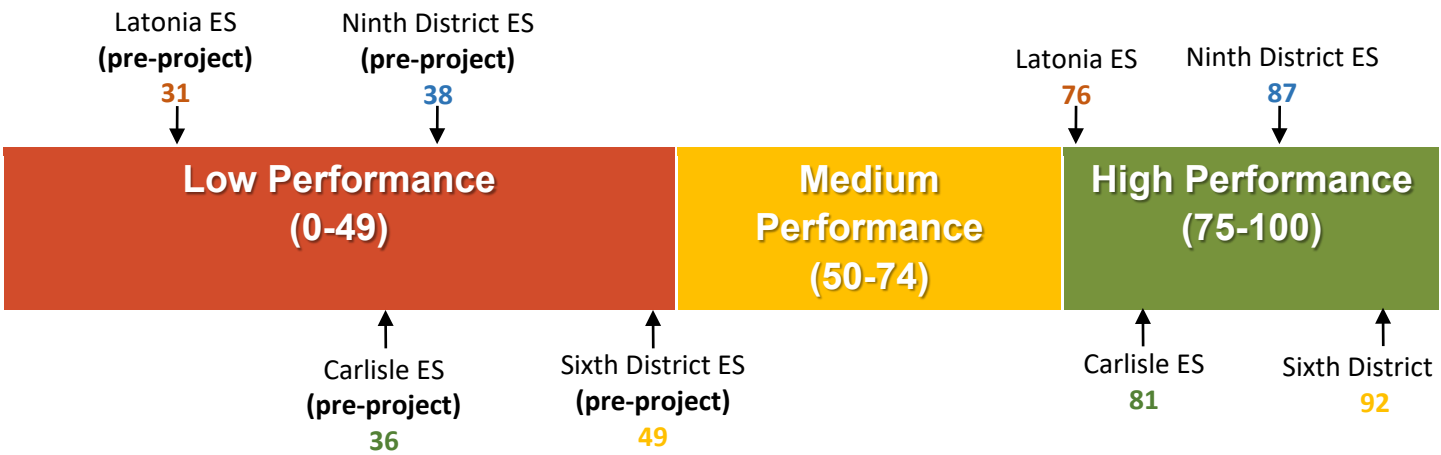 Latonia ES
(pre-project)
31
Ninth District ES
(pre-project)
38
Latonia ES
76
Ninth District ES
87
Low Performance
(0-49)
Medium
Performance
(50-74)
High Performance
(75-100)
Carlisle ES
(pre-project)
36
Sixth District ES
(pre-project)
49
Carlisle ES
81
Sixth District
92